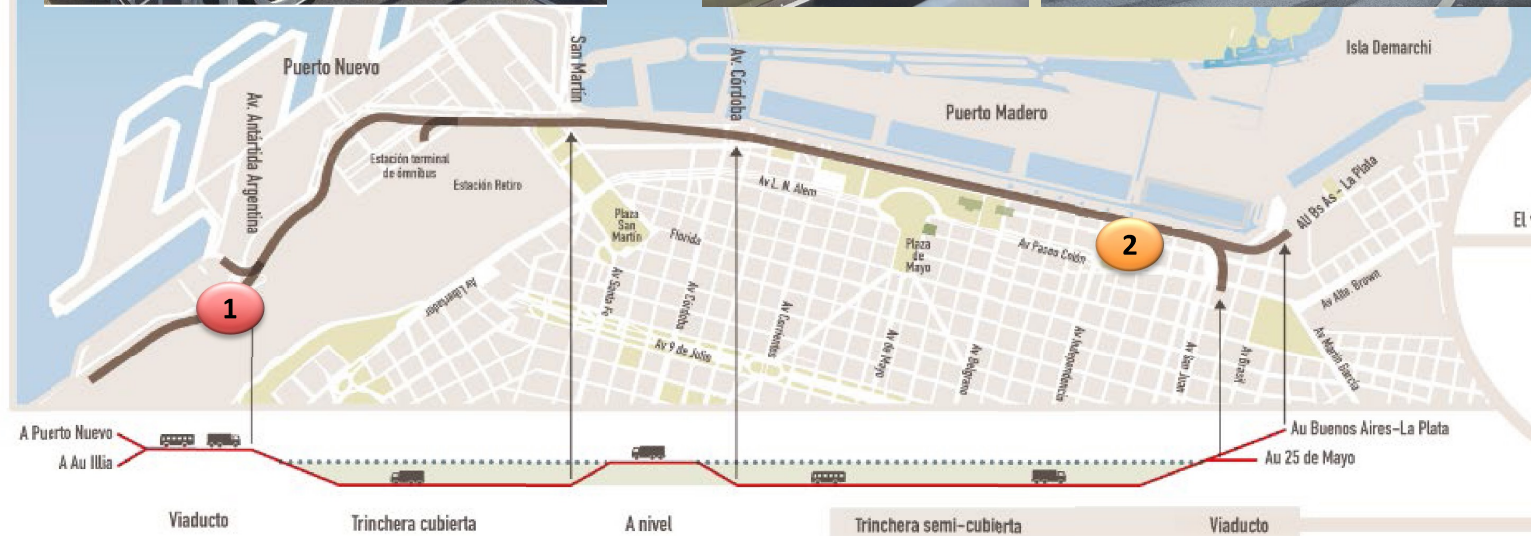 Puerto Nuevo
San Martín
Av. Córdoba
Isla Demarchi
Puerto Madero
Av. Antártida Argentina
Estación terminal
de ómnibus
Estación Retiro
Av L. N. Alem
AU Bs As - La Plata
Plaza
San
Martín
Florida
Plaza
de
Mayo
Av Paseo Colón
2
El
1
Av Libertador
Av Santa Fe
Av Córdoba
Av Corrientes
Av 9 de Julio
Av de Mayo
Av Belgrano
Av Independencia
Av San Juan
Av Brasil
Av Alte. Brown
Av Martín García
A Puerto Nuevo
A Au Illia
Au Buenos Aires-La Plata
Au 25 de Mayo
Viaducto
Trinchera cubierta
A nivel
Trinchera semi-cubierta
Viaducto